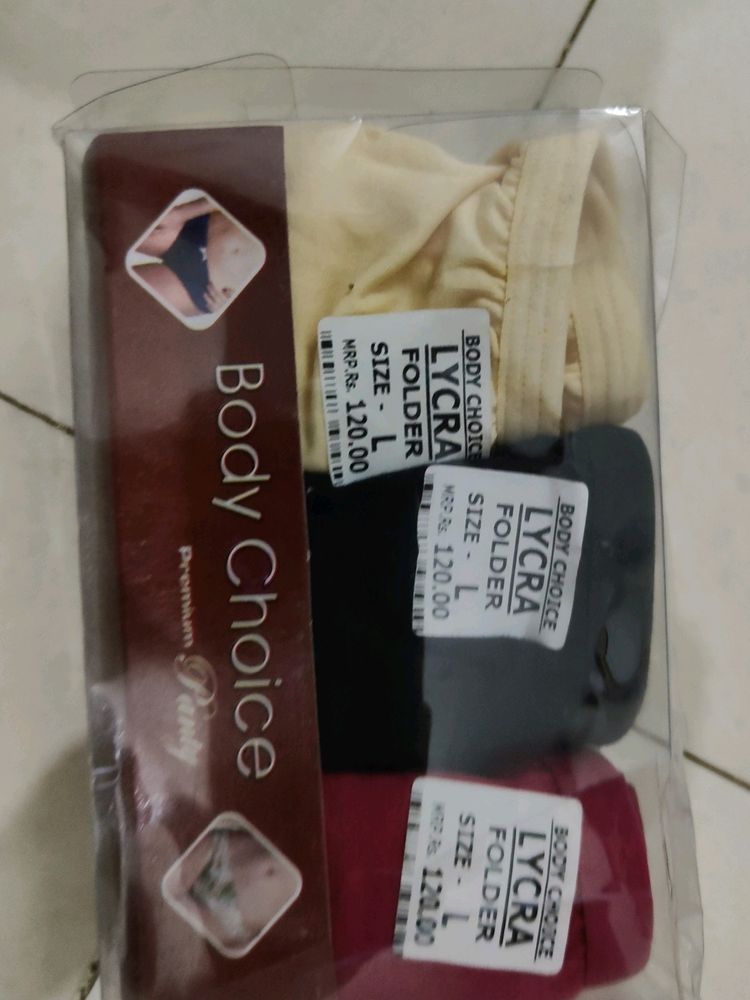 Body Choice
Premium Panty
BODY CHOICE
LYCRA
FOLDER
SIZE - L
MRP.Rs. 120.00
BODY CHOICE
LYCRA
FOLDER
SIZE - L
MRP.Rs. 120.00
BODY CHOICE
LYCRA
FOLDER
SIZE - L
MRP.Rs. 120.00